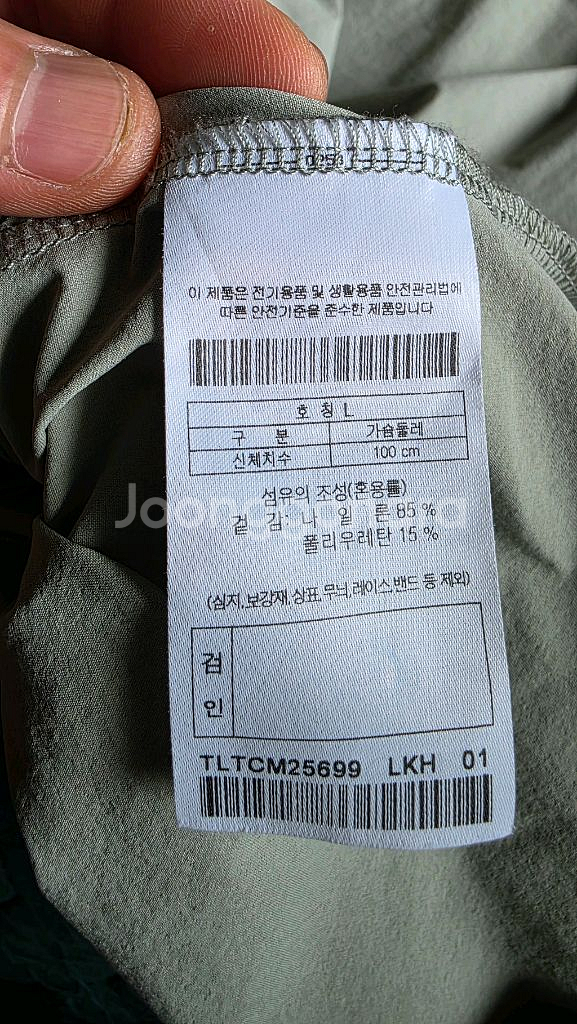 이 제품은 전기용품 및 생활용품 안전관리법에
따른 안전기준을 준수한 제품입니다
호 칭 L
구 분 가슴둘레
신체치수 100 cm
섬유의 조성(혼용률)
겉 감: 나 일 론 85 %
폴리우레탄 15 %
(심지,보강재,상표,무늬,레이스,밴드 등 제외)
검
인
TLTCM25699 LKH 01